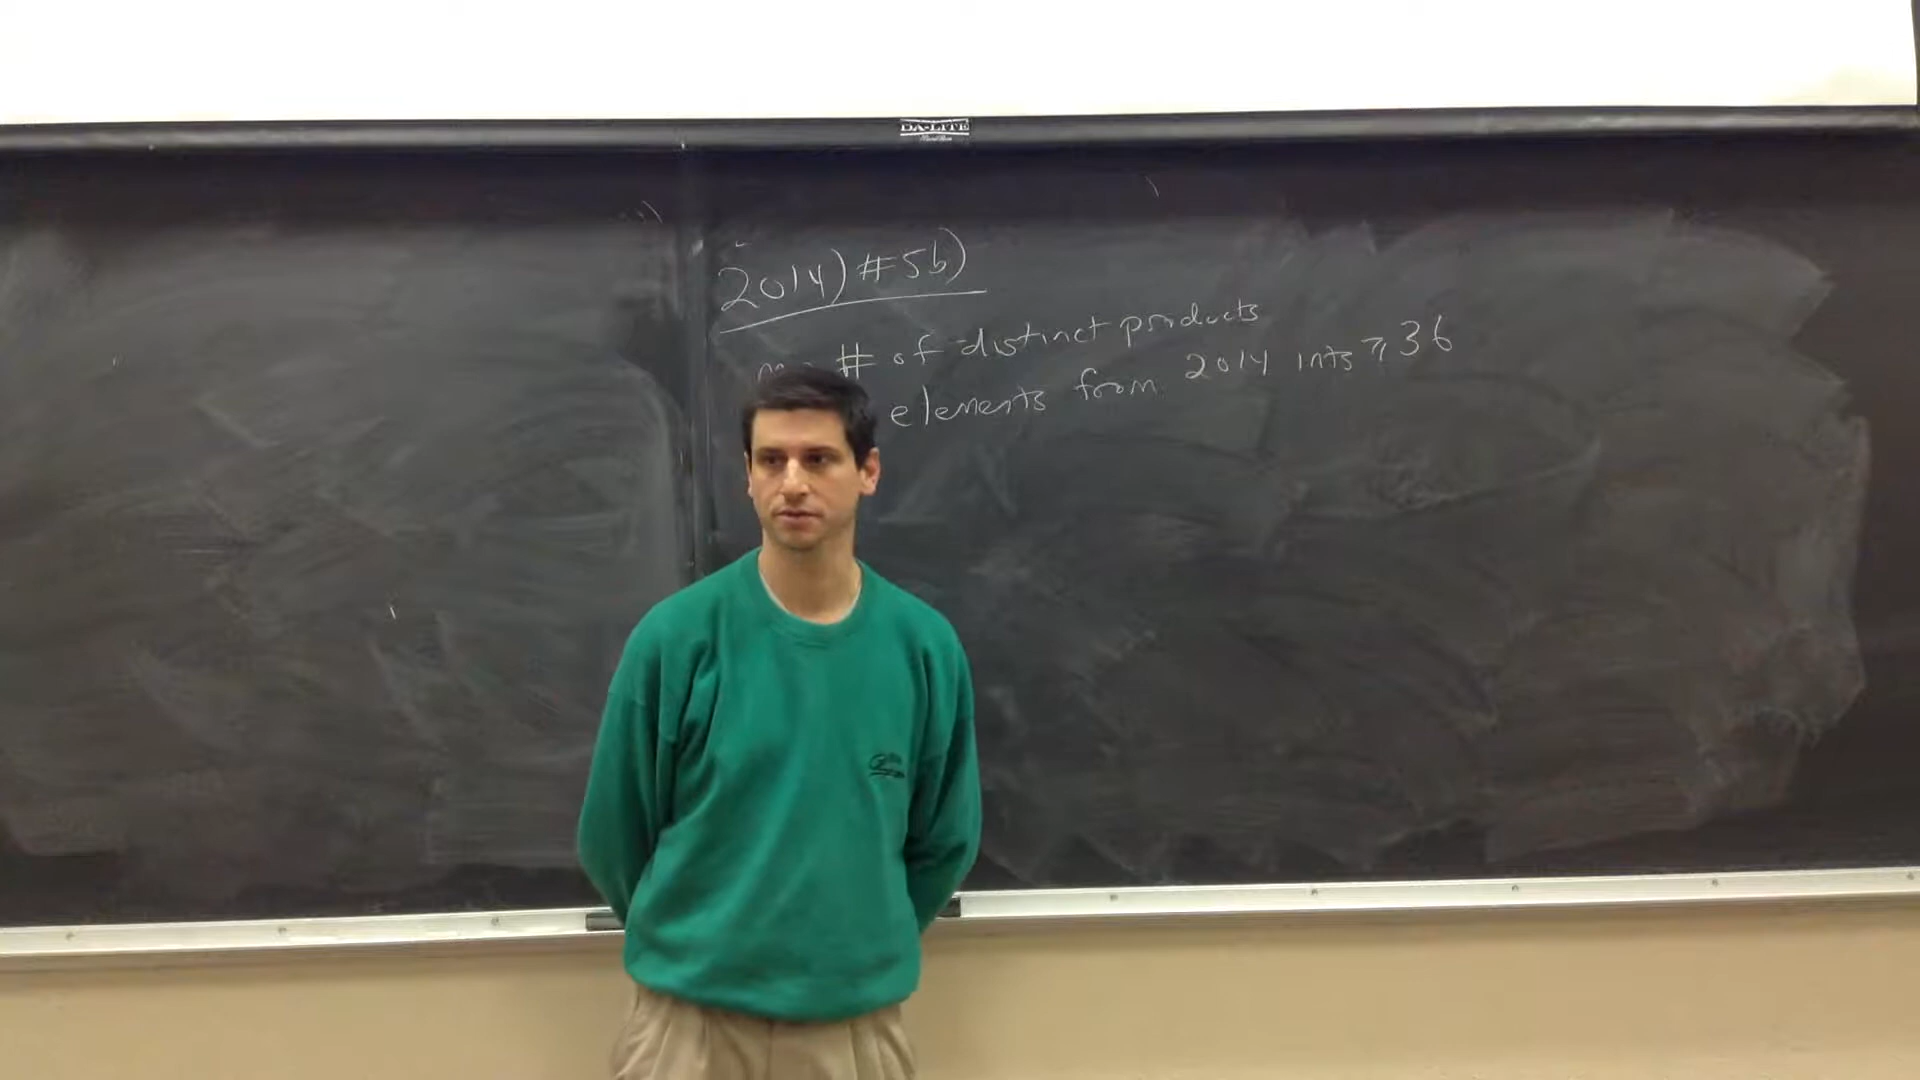 DA-LITE
2014) #5b)
# of distinct products
elements from 2014 ints ≥ 36